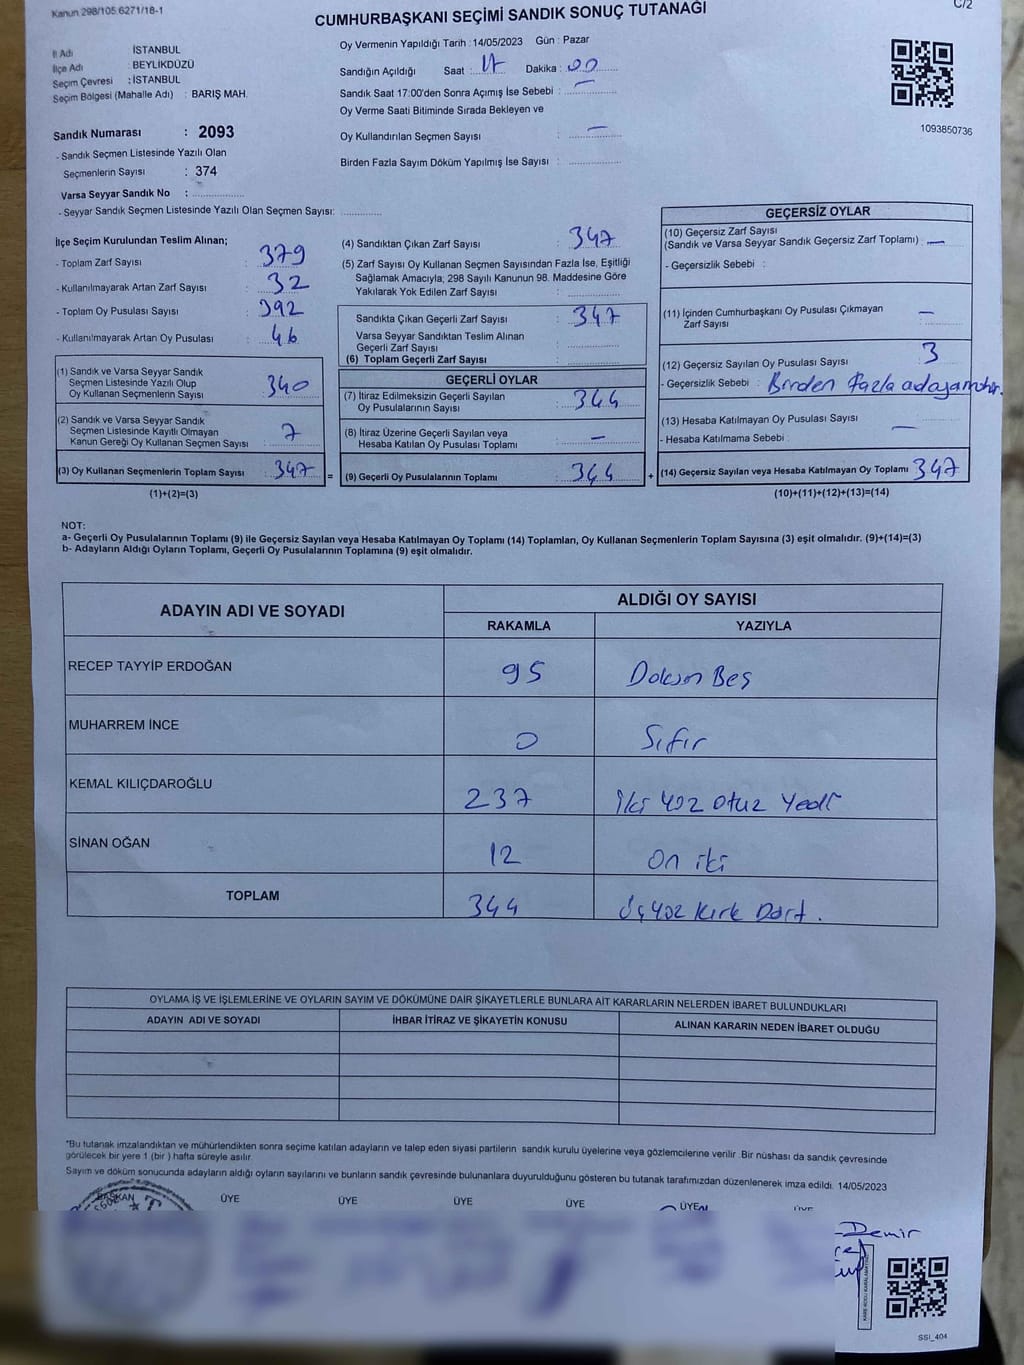 Kanun 298/105 6271/18-1
C/2
CUMHURBAŞKANI SEÇİMİ SANDIK SONUÇ TUTANAĞI
İl Adı : İSTANBUL
İlçe Adı : BEYLİKDÜZÜ
Seçim Çevresi : İSTANBUL
Seçim Bölgesi (Mahalle Adı) : BARIŞ MAH.
Oy Vermenin Yapıldığı Tarih : 14/05/2023 Gün : Pazar
Sandığın Açıldığı Saat : 17 Dakika : 00
Sandık Saat 17:00'den Sonra Açımış İse Sebebi : —
Oy Verme Saati Bitiminde Sırada Bekleyen ve
Oy Kullandırılan Seçmen Sayısı : —
Birden Fazla Sayım Döküm Yapılmış İse Sayısı :
1093850736
Sandık Numarası : 2093
- Sandık Seçmen Listesinde Yazılı Olan
Seçmenlerin Sayısı : 374
Varsa Seyyar Sandık No :
- Seyyar Sandık Seçmen Listesinde Yazılı Olan Seçmen Sayısı:
İlçe Seçim Kurulundan Teslim Alınan;
- Toplam Zarf Sayısı : 379
- Kullanılmayarak Artan Zarf Sayısı : 32
- Toplam Oy Pusulası Sayısı : 392
- Kullanılmayarak Artan Oy Pusulası : 46
(1) Sandık ve Varsa Seyyar Sandık
Seçmen Listesinde Yazılı Olup
Oy Kullanan Seçmenlerin Sayısı : 340
(2) Sandık ve Varsa Seyyar Sandık
Seçmen Listesinde Kayıtlı Olmayan
Kanun Gereği Oy Kullanan Seçmen Sayısı : 7
(3) Oy Kullanan Seçmenlerin Toplam Sayısı : 347
(1)+(2)=(3)
(4) Sandıktan Çıkan Zarf Sayısı : 347
(5) Zarf Sayısı Oy Kullanan Seçmen Sayısından Fazla İse, Eşitliği
Sağlamak Amacıyla; 298 Sayılı Kanunun 98. Maddesine Göre
Yakılarak Yok Edilen Zarf Sayısı :
Sandıkta Çıkan Geçerli Zarf Sayısı : 347
Varsa Seyyar Sandıktan Teslim Alınan
Geçerli Zarf Sayısı :
(6) Toplam Geçerli Zarf Sayısı :
GEÇERLİ OYLAR
(7) İtiraz Edilmeksizin Geçerli Sayılan
Oy Pusulalarının Sayısı : 344
(8) İtiraz Üzerine Geçerli Sayılan veya
Hesaba Katılan Oy Pusulası Toplamı : —
= (9) Geçerli Oy Pusulalarının Toplamı : 344 +
GEÇERSİZ OYLAR
(10) Geçersiz Zarf Sayısı
(Sandık ve Varsa Seyyar Sandık Geçersiz Zarf Toplamı) : —
- Geçersizlik Sebebi :
(11) İçinden Cumhurbaşkanı Oy Pusulası Çıkmayan
Zarf Sayısı : —
(12) Geçersiz Sayılan Oy Pusulası Sayısı : 3
- Geçersizlik Sebebi : Birden fazla adaya mühür.
(13) Hesaba Katılmayan Oy Pusulası Sayısı : —
- Hesaba Katılmama Sebebi :
(14) Geçersiz Sayılan veya Hesaba Katılmayan Oy Toplamı : 347
(10)+(11)+(12)+(13)=(14)
NOT:
a- Geçerli Oy Pusulalarının Toplamı (9) ile Geçersiz Sayılan veya Hesaba Katılmayan Oy Toplamı (14) Toplamları, Oy Kullanan Seçmenlerin Toplam Sayısına (3) eşit olmalıdır. (9)+(14)=(3)
b- Adayların Aldığı Oyların Toplamı, Geçerli Oy Pusulalarının Toplamına (9) eşit olmalıdır.
ADAYIN ADI VE SOYADI
ALDIĞI OY SAYISI
RAKAMLA YAZIYLA
RECEP TAYYİP ERDOĞAN 95 Doksan Beş
MUHARREM İNCE 0 Sıfır
KEMAL KILIÇDAROĞLU 237 İki yüz Otuz Yedi
SİNAN OĞAN 12 On iki
TOPLAM 344 Üç yüz Kırk Dört.
OYLAMA İŞ VE İŞLEMLERİNE VE OYLARIN SAYIM VE DÖKÜMÜNE DAİR ŞİKAYETLERLE BUNLARA AİT KARARLARIN NELERDEN İBARET BULUNDUKLARI
ADAYIN ADI VE SOYADI İHBAR İTİRAZ VE ŞİKAYETİN KONUSU ALINAN KARARIN NEDEN İBARET OLDUĞU
"Bu tutanak imzalandıktan ve mühürlendikten sonra seçime katılan adayların ve talep eden siyasi partilerin sandık kurulu üyelerine veya gözlemcilerine verilir. Bir nüshası da sandık çevresinde
görülecek bir yere 1 (bir ) hafta süreyle asılır.
Sayım ve döküm sonucunda adayların aldığı oyların sayılarını ve bunların sandık çevresinde bulunanlara duyurulduğunu gösteren bu tutanak tarafımızdan düzenlenerek imza edildi. 14/05/2023
BAŞKAN ÜYE ÜYE ÜYE ÜYE ÜYE ÜYE
Demir
SSI_404